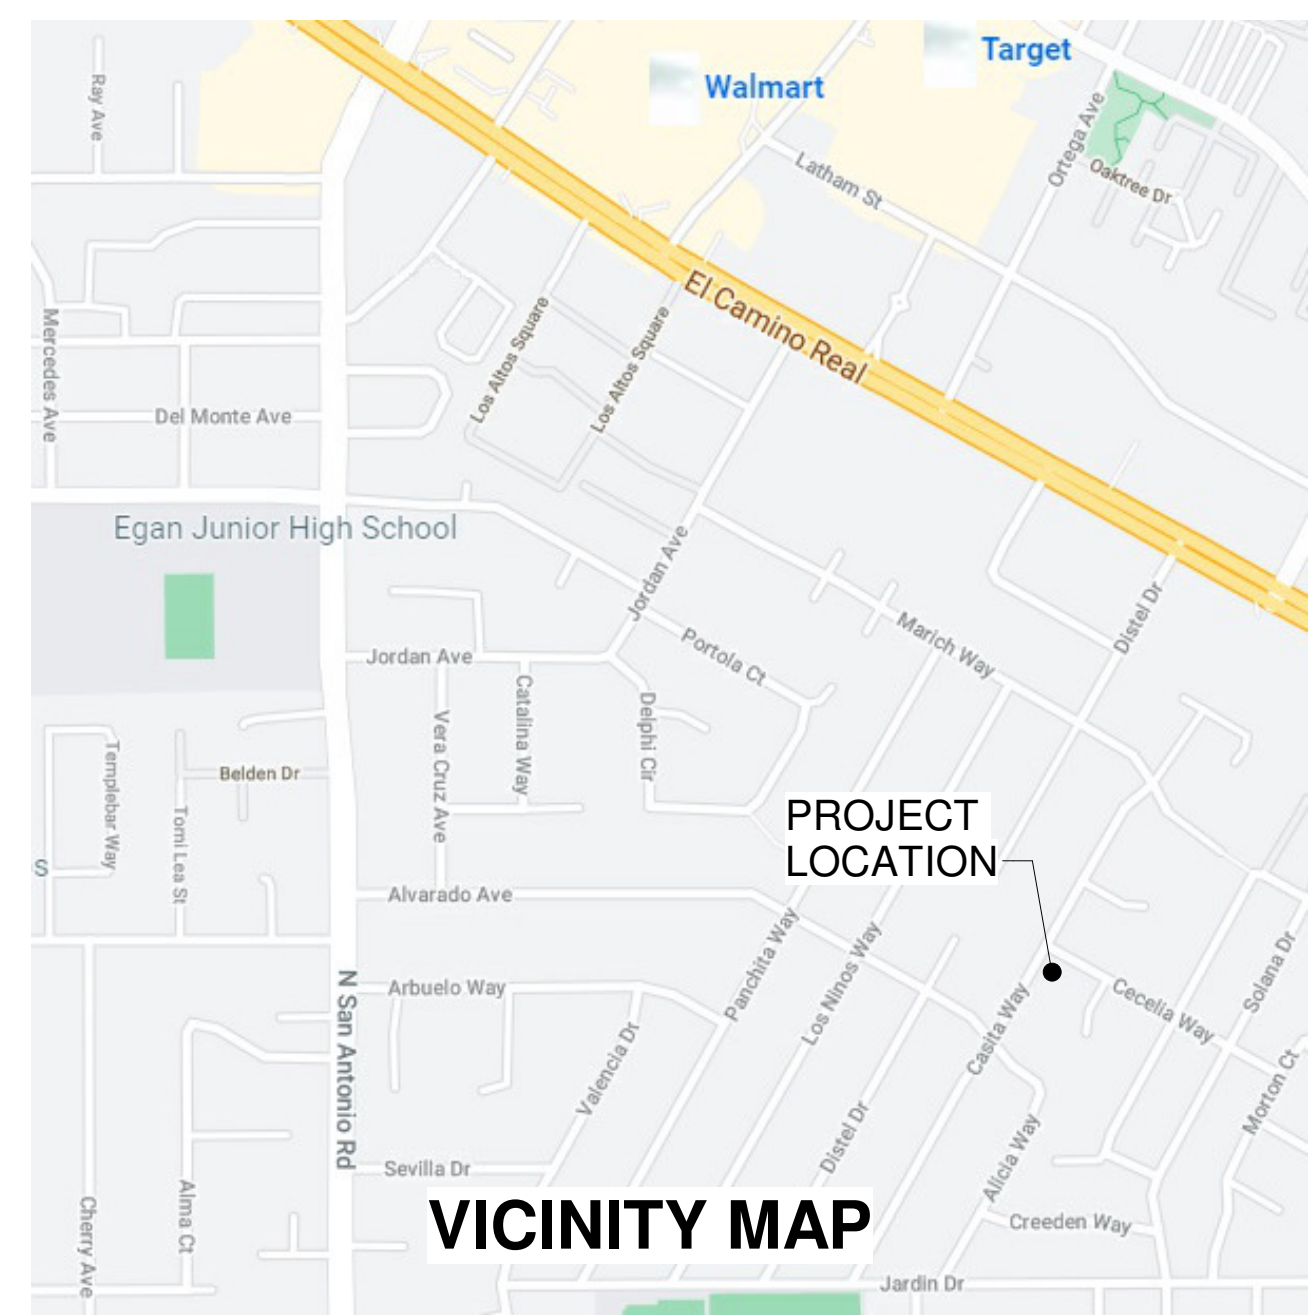 Target
Walmart
Ray Ave
Ortega Ave
Latham St
Oaktree Dr
El Camino Real
Los Altos Square
Los Altos Square
Mercedes Ave
Del Monte Ave
Egan Junior High School
Jordan Ave
Distel Dr
Marich Way
Portola Ct
Jordan Ave
Catalina Way
Delphi Cir
Vera Cruz Ave
Templebar Way
Belden Dr
Tomi Lea St
s
PROJECT
LOCATION
Alvarado Ave
Panchita Way
Los Ninos Way
Solana Dr
Arbuelo Way
N San Antonio Rd
Casita Way
Cecelia Way
Valencia Dr
Morton Ct
Distel Dr
Alicia Way
Sevilla Dr
Alma Ct
Cherry Ave
VICINITY MAP
Creeden Way
Jardin Dr